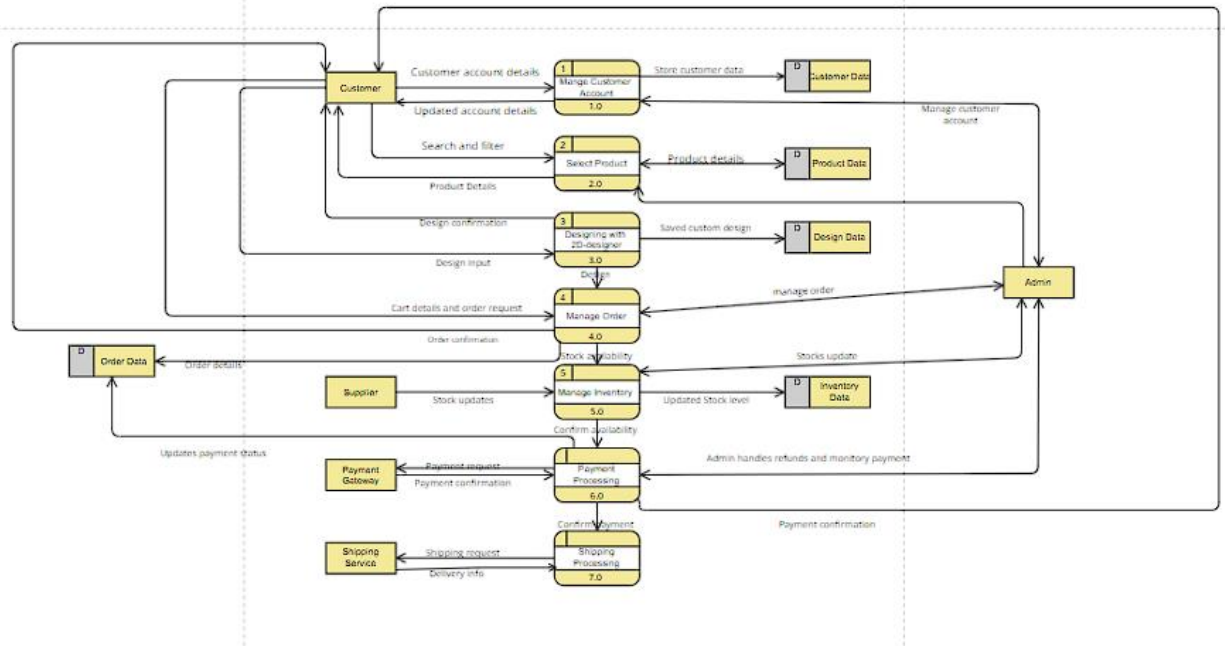 1
Customer account details
Store customer data
D
Customer Data
Mange Customer
Account
Customer
1.0
Updated account details
Manage customer
account
2
Search and filter
D
Select Product
Product details
Product Data
Product Details
2.0
3
Design confirmation
Saved custom design
D
Designing with
2D-designer
Design Data
Design input
3.0
Design
Admin
4
manage order
Cart details and order request
Manage Order
4.0
Order confirmation
D
Order Data
Order details
Stock availability
Stocks update
5
D
Supplier
Manage Inventory
Inventory
Data
Stock updates
Updated Stock level
5.0
Confirm availability
Updates payment status
Admin handles refunds and monitory payment
Payment
Gateway
Payment request
Payment confirmation
Payment
Processing
6.0
Confirm payment
Payment confirmation
Shipping
Service
Shipping request
Delivery info
Shipping
Processing
7.0